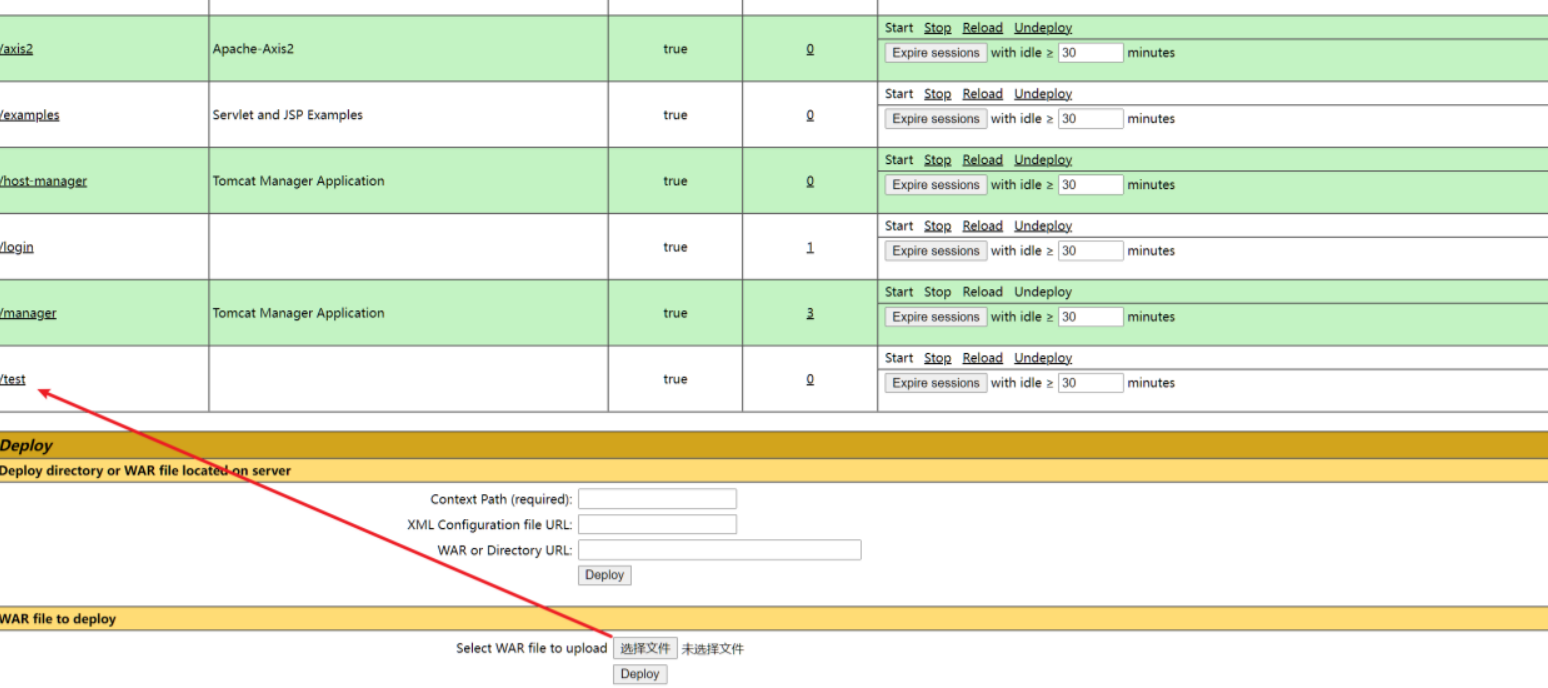 Start Stop Reload Undeploy
/axis2 Apache-Axis2 true 0
Expire sessions with idle ≥ 30 minutes
Start Stop Reload Undeploy
/examples Servlet and JSP Examples true 0
Expire sessions with idle ≥ 30 minutes
Start Stop Reload Undeploy
/host-manager Tomcat Manager Application true 0
Expire sessions with idle ≥ 30 minutes
Start Stop Reload Undeploy
/login true 1
Expire sessions with idle ≥ 30 minutes
Start Stop Reload Undeploy
/manager Tomcat Manager Application true 3
Expire sessions with idle ≥ 30 minutes
Start Stop Reload Undeploy
/test true 0
Expire sessions with idle ≥ 30 minutes
Deploy
Deploy directory or WAR file located on server
Context Path (required):
XML Configuration file URL:
WAR or Directory URL:
Deploy
WAR file to deploy
Select WAR file to upload 选择文件 未选择文件
Deploy